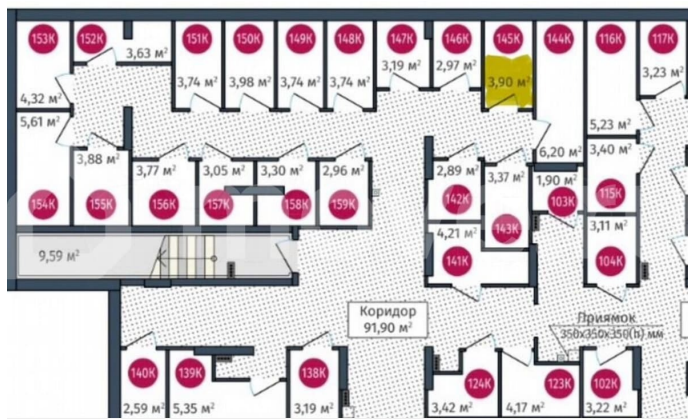 153К
152К
151К
150К
149К
148К
147К
146К
145К
144К
116К
117К
3,63 м²
4,32 м²
3,74 м²
3,98 м²
3,74 м²
3,74 м²
3,19 м²
2,97 м²
3,90 м²
3,23 м²
5,61 м²
5,23 м²
3,88 м²
3,77 м²
3,05 м²
3,30 м²
2,96 м²
2,89 м²
3,37 м²
6,20 м²
3,40 м²
1,90 м²
154К
155К
156К
157К
158К
159К
142К
143К
103К
115К
9,59 м²
4,21 м²
141К
3,11 м²
104К
Коридор
91,90 м²
Приямок
350х350х350(h) мм
140К
139К
138К
124К
123К
102К
2,59 м²
5,35 м²
3,19 м²
3,42 м²
4,17 м²
3,22 м²